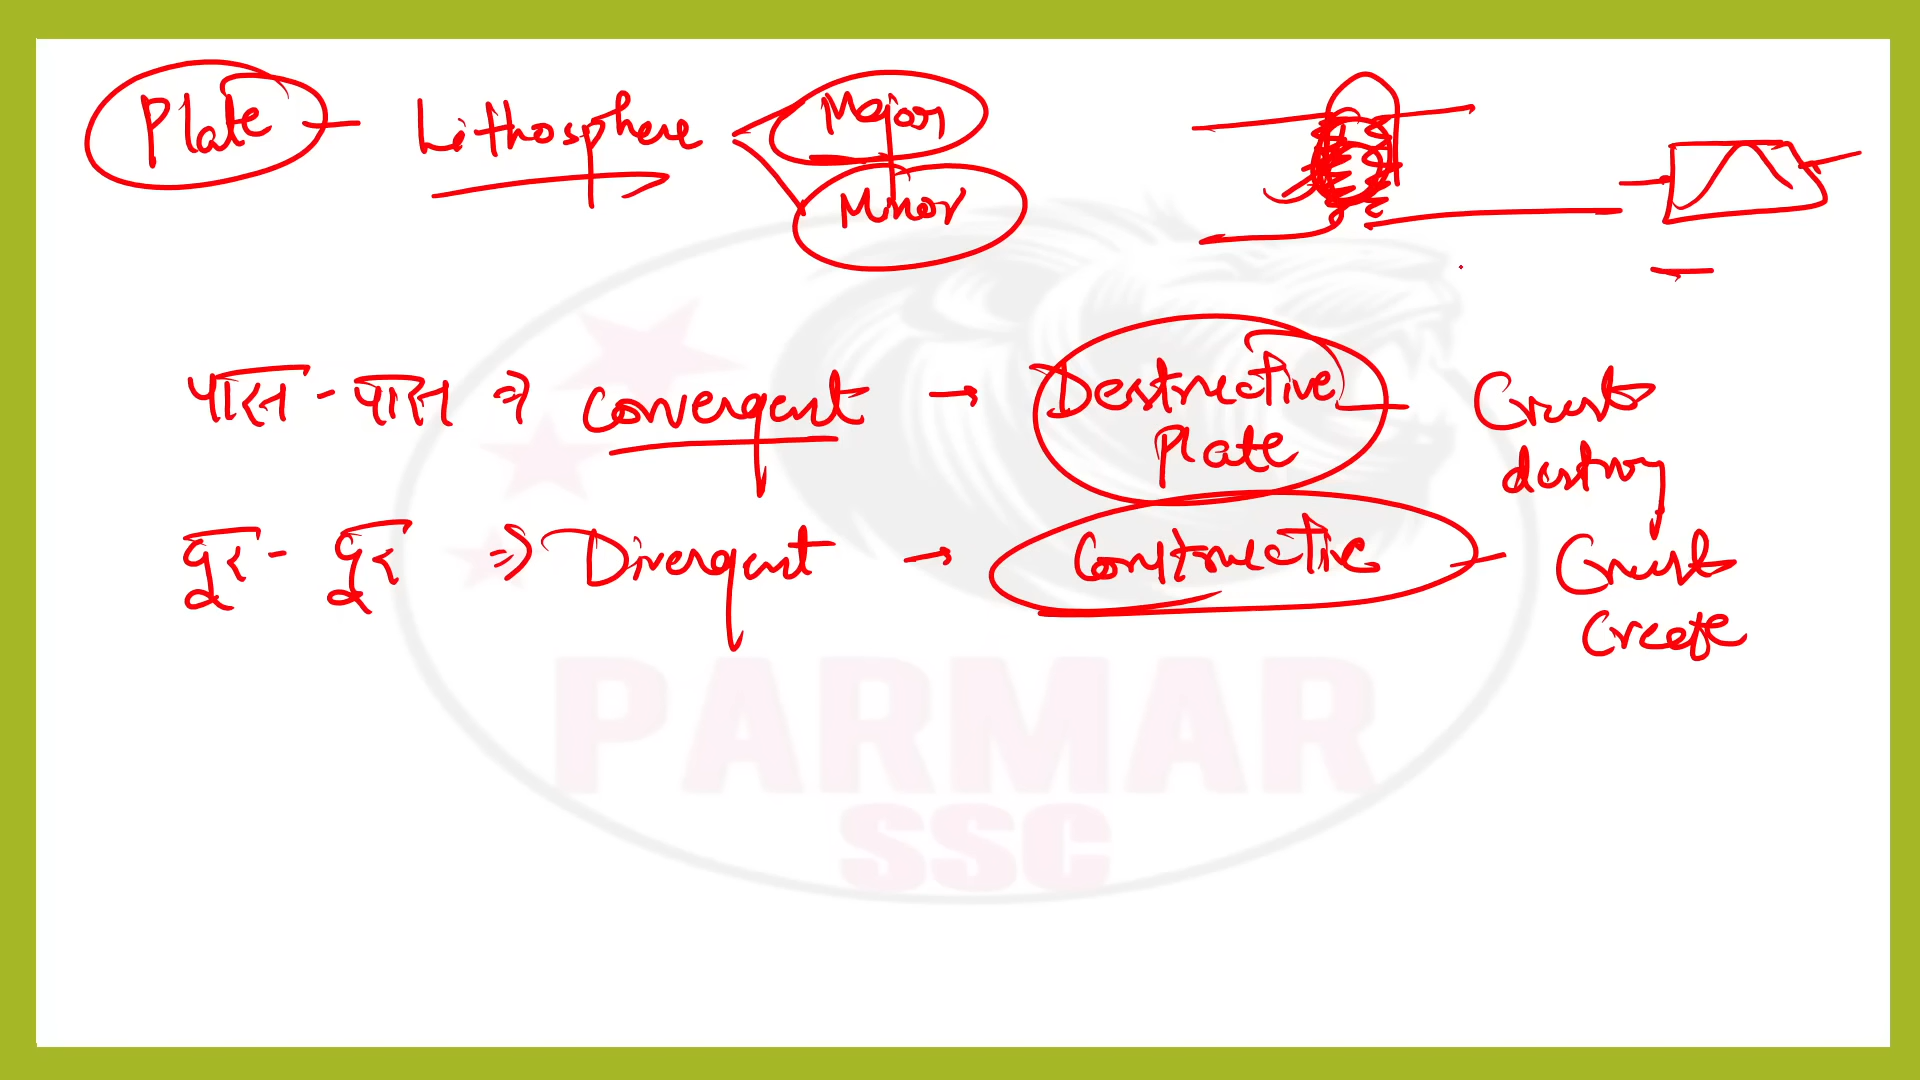 Plate - Lithosphere Major
Minor
पास - पास ⇒ convergent → Destructive Plate - Crust destroy
दूर - दूर ⇒ Divergent → Constructive - Crust Create
PARMAR
SSC